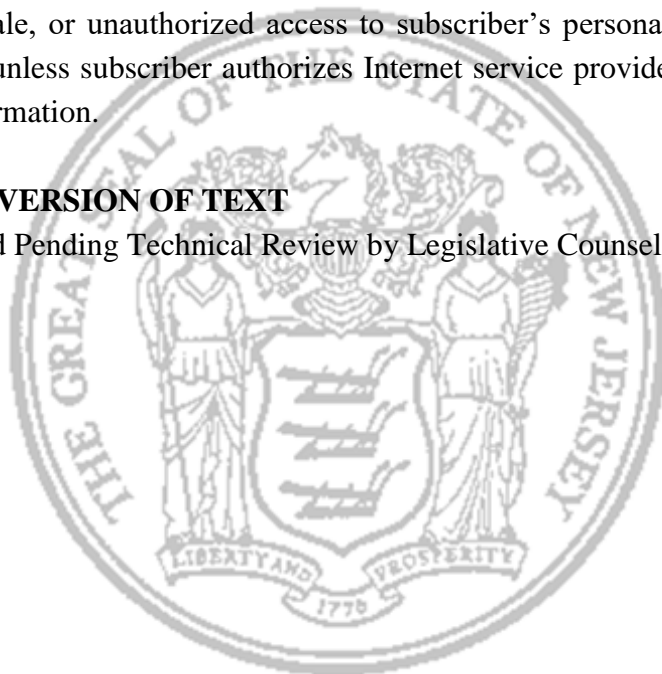 ale, or unauthorized access to subscriber’s persona
unless subscriber authorizes Internet service provide
rmation.
VERSION OF TEXT
d Pending Technical Review by Legislative Counsel
THE GREAT SEAL OF THE STATE OF NEW JERSEY
LIBERTY AND PROSPERITY
1776